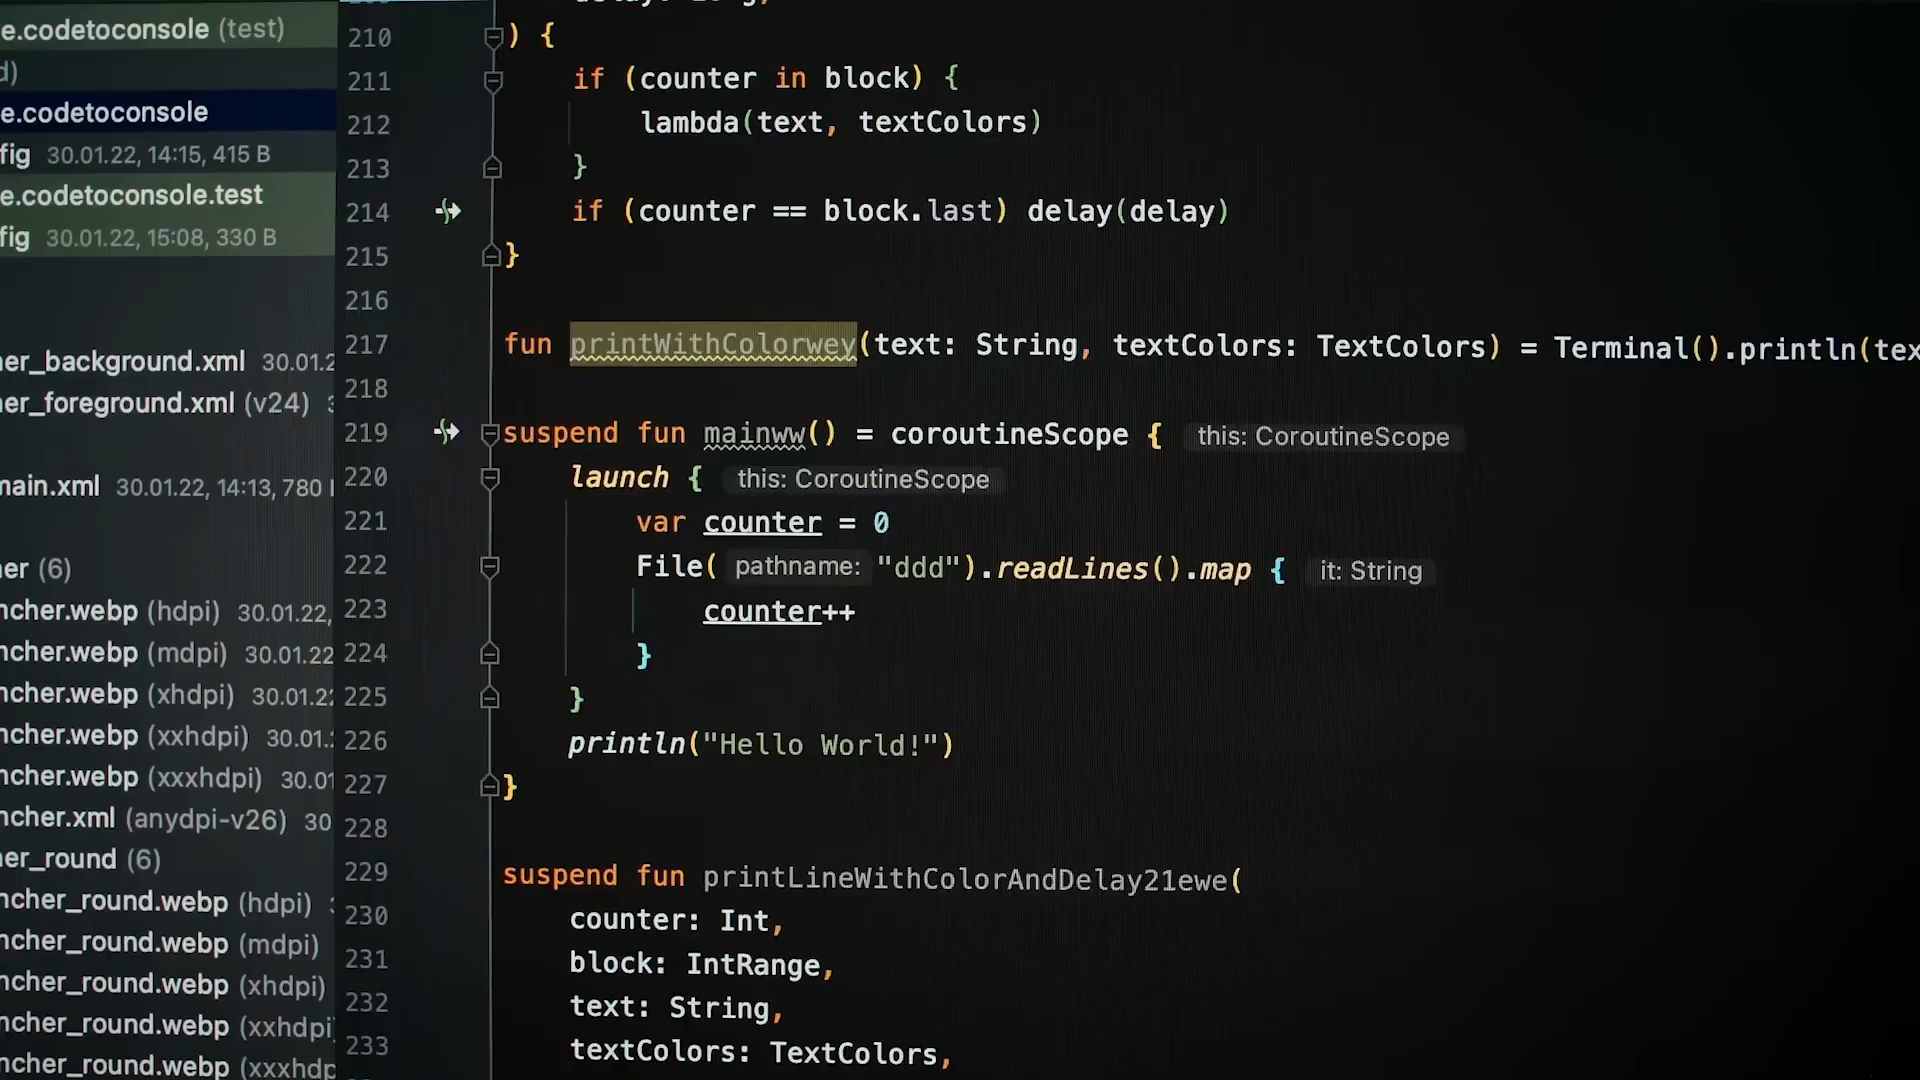 e.codetoconsole (test)
d)
e.codetoconsole
fig 30.01.22, 14:15, 415 B
e.codetoconsole.test
fig 30.01.22, 15:08, 330 B
her_background.xml 30.01.2
her_foreground.xml (v24)
main.xml 30.01.22, 14:13, 780
her (6)
ncher.webp (hdpi) 30.01.22,
ncher.webp (mdpi) 30.01.22
ncher.webp (xhdpi) 30.01.22
ncher.webp (xxhdpi) 30.01.
ncher.webp (xxxhdpi) 30.01
ncher.xml (anydpi-v26) 30
her_round (6)
ncher_round.webp (hdpi)
ncher_round.webp (mdpi)
ncher_round.webp (xhdpi)
ncher_round.webp (xxhdpi
ncher_round.webp (xxxhdp
210 ) {
211 if (counter in block) {
212 lambda(text, textColors)
213 }
214 if (counter == block.last) delay(delay)
215 }
216
217 fun printWithColorwey(text: String, textColors: TextColors) = Terminal().println(tex
218
219 suspend fun mainww() = coroutineScope { this: CoroutineScope
220 launch { this: CoroutineScope
221 var counter = 0
222 File( pathname: "ddd").readLines().map { it: String
223 counter++
224 }
225 }
226 println("Hello World!")
227 }
228
229 suspend fun printLineWithColorAndDelay21ewe(
230 counter: Int,
231 block: IntRange,
232 text: String,
233 textColors: TextColors,